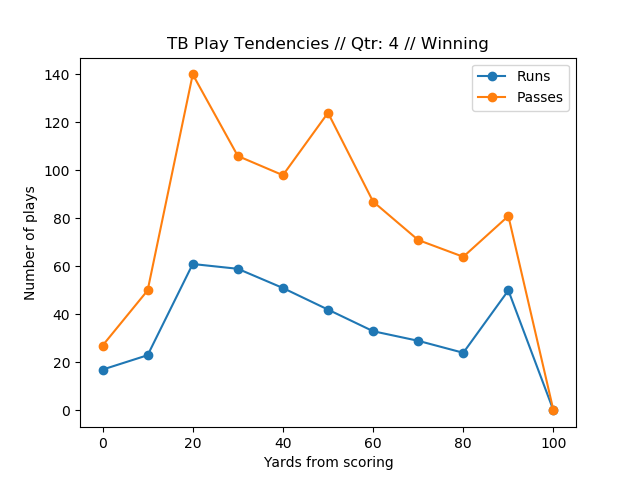 TB Play Tendencies // Qtr: 4 // Winning
Runs
Passes
140
120
100
80
60
40
20
0
Number of plays
0 20 40 60 80 100
Yards from scoring